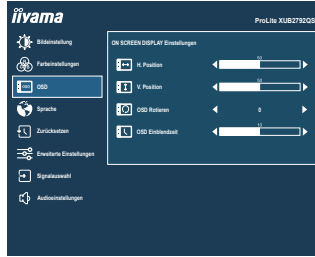 iiyama
ProLite XUB2792QS
Bildeinstellung
Farbeinstellungen
OSD
Sprache
Zurücksetzen
Erweiterte Einstellungen
Signalauswahl
Audioeinstellungen
ON SCREEN DISPLAY Einstellungen
H. Position
50
V. Position
50
OSD Rotieren
0
OSD Einblendzeit
10